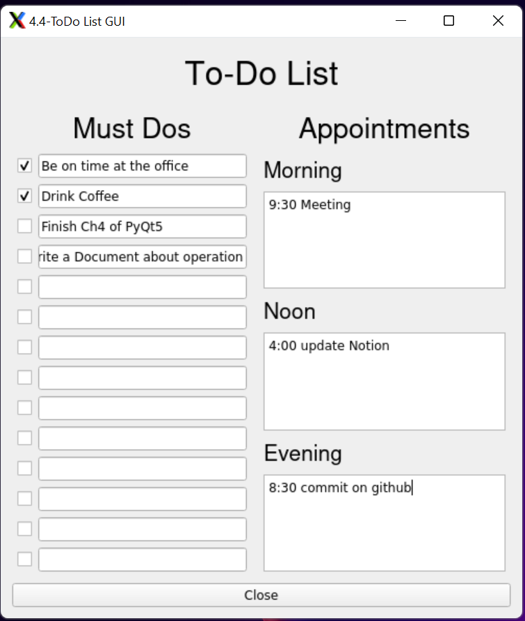 4.4-ToDo List GUI
To-Do List
Must Dos
Be on time at the office
Drink Coffee
Finish Ch4 of PyQt5
rite a Document about operation
Appointments
Morning
9:30 Meeting
Noon
4:00 update Notion
Evening
8:30 commit on github
Close